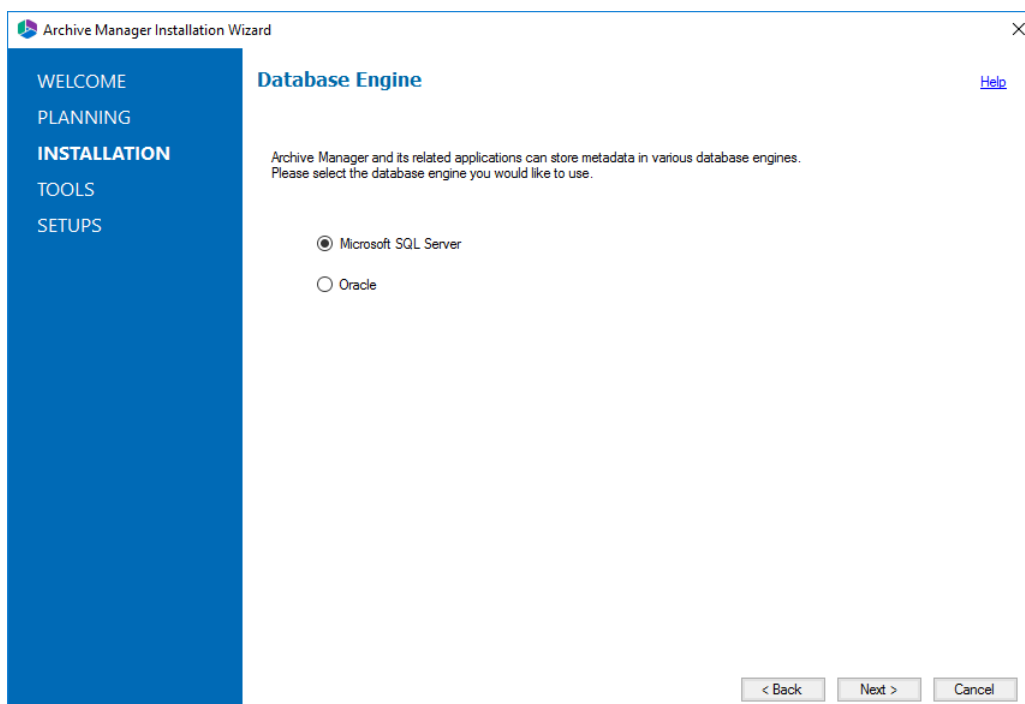 Archive Manager Installation Wizard
WELCOME
PLANNING
INSTALLATION
TOOLS
SETUPS
Database Engine
Help
Archive Manager and its related applications can store metadata in various database engines.
Please select the database engine you would like to use.
Microsoft SQL Server
Oracle
< Back
Next >
Cancel